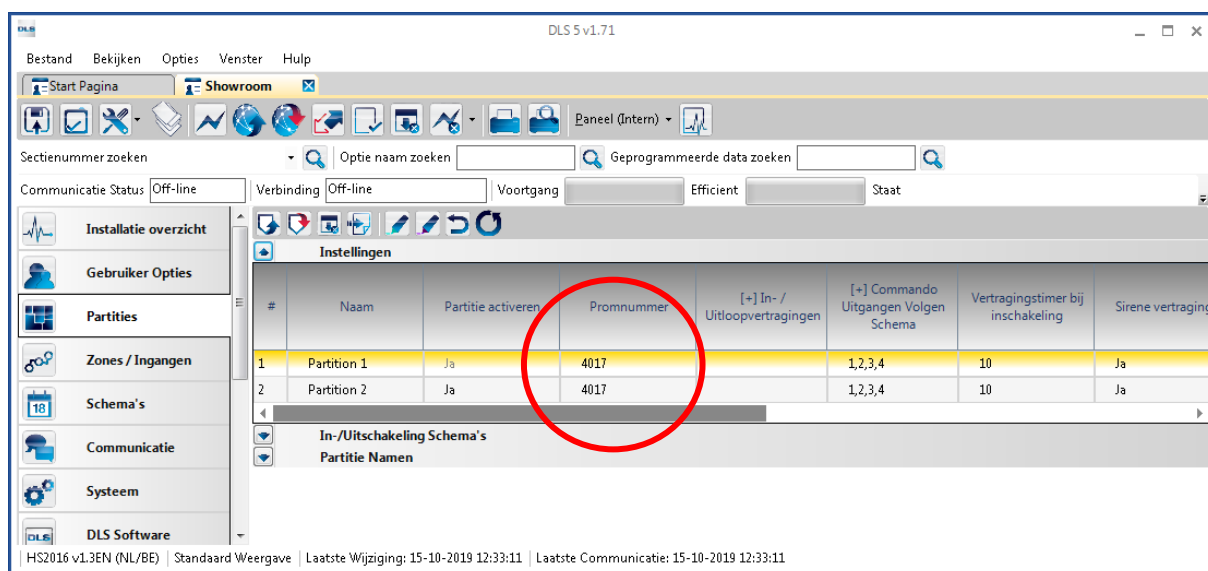 DLS
DLS 5 v1.71
Bestand Bekijken Opties Venster Hulp
Start Pagina Showroom
Paneel (Intern)
Sectienummer zoeken Optie naam zoeken Geprogrammeerde data zoeken
Communicatie Status Off-line Verbinding Off-line Voortgang Efficient Staat
Installatie overzicht
Gebruiker Opties
Partities
Zones / Ingangen
18 Schema's
Communicatie
Systeem
DLS DLS Software
Instellingen
# Naam Partitie activeren Promnummer [+] In- / Uitloopvertragingen [+] Commando Uitgangen Volgen Schema Vertragingstimer bij inschakeling Sirene vertraging
1 Partition 1 Ja 4017 1,2,3,4 10 Ja
2 Partition 2 Ja 4017 1,2,3,4 10 Ja
In-/Uitschakeling Schema's
Partitie Namen
HS2016 v1.3EN (NL/BE) Standaard Weergave Laatste Wijziging: 15-10-2019 12:33:11 Laatste Communicatie: 15-10-2019 12:33:11